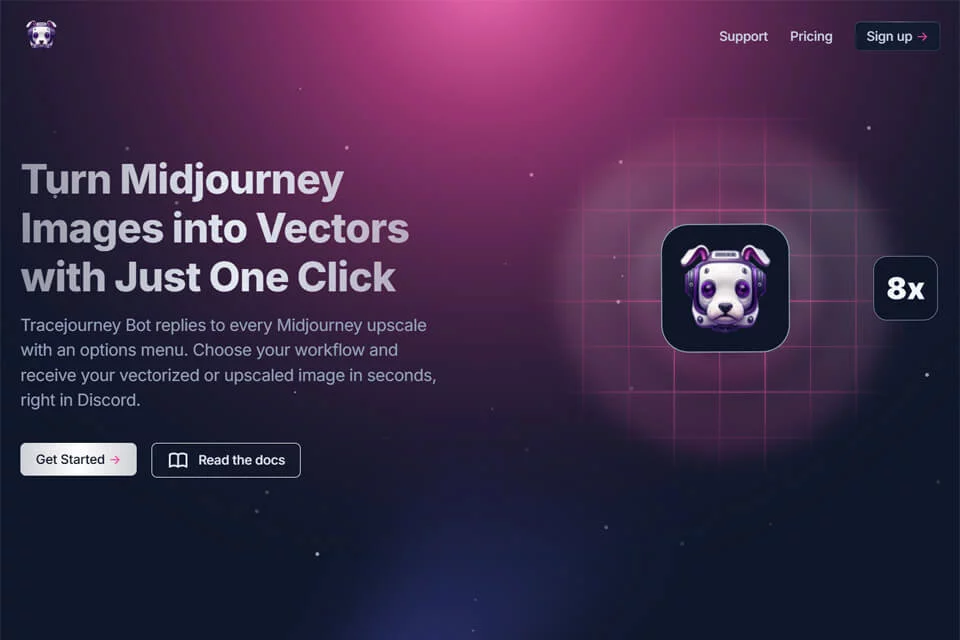 Support
Pricing
Sign up →
Turn Midjourney
Images into Vectors
with Just One Click
Tracejourney Bot replies to every Midjourney upscale
with an options menu. Choose your workflow and
receive your vectorized or upscaled image in seconds,
right in Discord.
Get Started →
Read the docs
8x